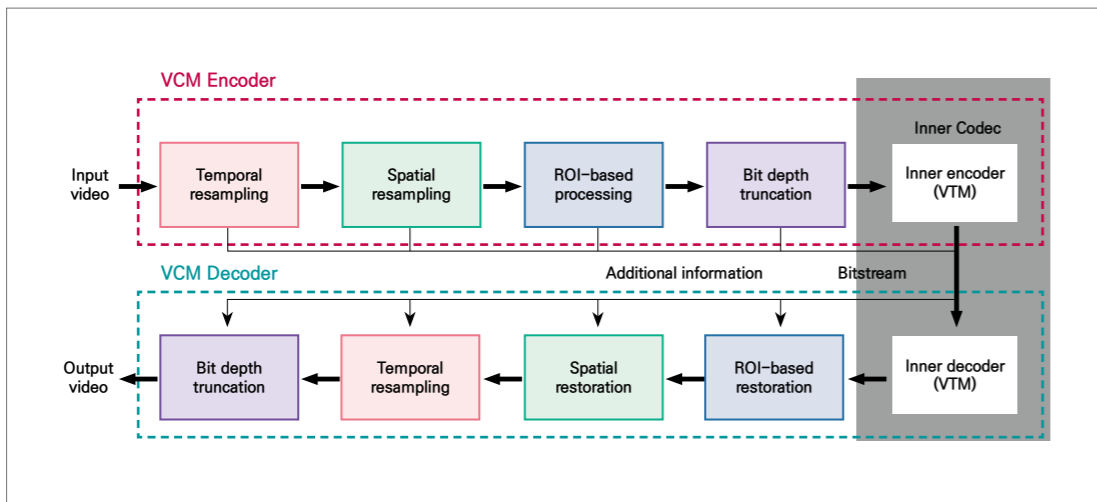 VCM Encoder
Inner Codec
Input
video
Temporal
resampling
Spatial
resampling
ROI-based
processing
Bit depth
truncation
Inner encoder
(VTM)
VCM Decoder
Additional information
Bitstream
Output
video
Bit depth
truncation
Temporal
resampling
Spatial
restoration
ROI-based
restoration
Inner decoder
(VTM)